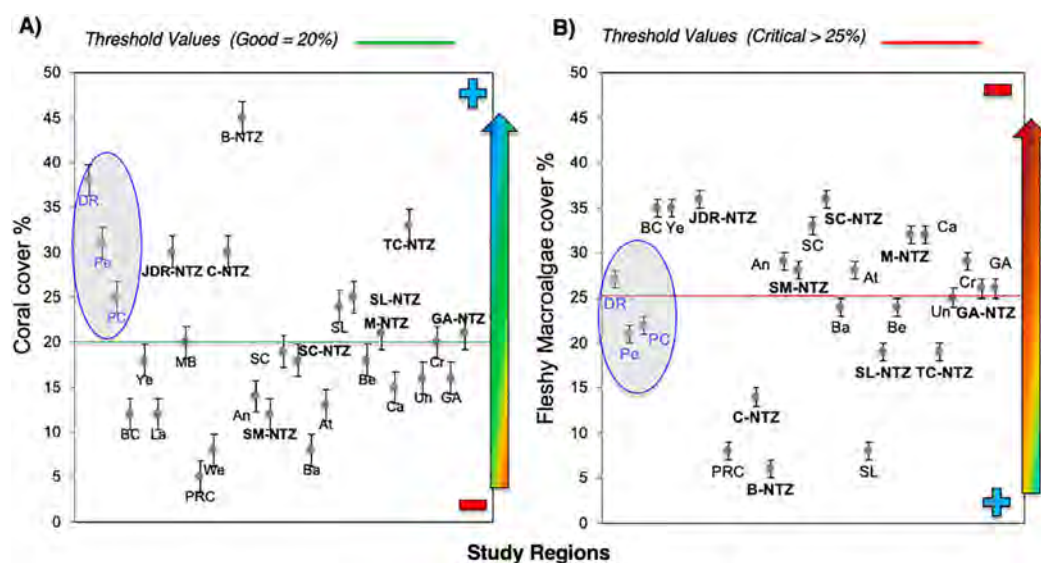 A)
Threshold Values (Good = 20%)
Coral cover %
50
45
40
35
30
25
20
15
10
5
0
B-NTZ
DR
TC-NTZ
Pe
JDR-NTZ C-NTZ
PC
SL-NTZ
SL
M-NTZ
GA-NTZ
SC
SC-NTZ
MB
Cr
Ye
Be
An
At
Ca
Un
GA
BC
La
SM-NTZ
We
Ba
PRC
B)
Threshold Values (Critical > 25%)
Fleshy Macroalgae cover %
50
45
40
35
30
25
20
15
10
5
0
BC Ye
JDR-NTZ
SC-NTZ
SC
Ca
M-NTZ
An
At
SM-NTZ
GA
Cr
DR
Un
GA-NTZ
Ba
Be
Pe
PC
SL-NTZ
TC-NTZ
C-NTZ
PRC
SL
B-NTZ
Study Regions